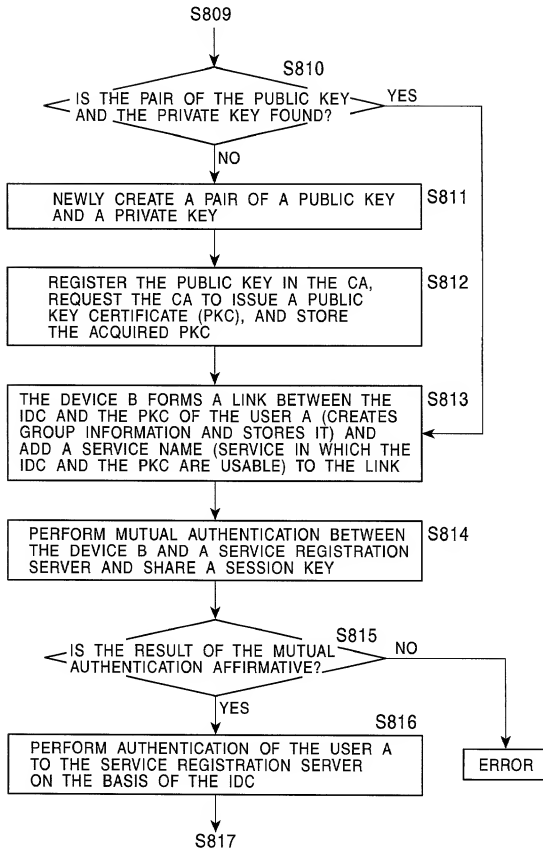 S809
S810
IS THE PAIR OF THE PUBLIC KEY
AND THE PRIVATE KEY FOUND?
YES
NO
NEWLY CREATE A PAIR OF A PUBLIC KEY
AND A PRIVATE KEY
S811
REGISTER THE PUBLIC KEY IN THE CA,
REQUEST THE CA TO ISSUE A PUBLIC
KEY CERTIFICATE (PKC), AND STORE
THE ACQUIRED PKC
S812
THE DEVICE B FORMS A LINK BETWEEN THE
IDC AND THE PKC OF THE USER A (CREATES
GROUP INFORMATION AND STORES IT) AND
ADD A SERVICE NAME (SERVICE IN WHICH THE
IDC AND THE PKC ARE USABLE) TO THE LINK
S813
PERFORM MUTUAL AUTHENTICATION BETWEEN
THE DEVICE B AND A SERVICE REGISTRATION
SERVER AND SHARE A SESSION KEY
S814
S815
IS THE RESULT OF THE MUTUAL
AUTHENTICATION AFFIRMATIVE?
NO
YES
S816
PERFORM AUTHENTICATION OF THE USER A
TO THE SERVICE REGISTRATION SERVER
ON THE BASIS OF THE IDC
ERROR
S817